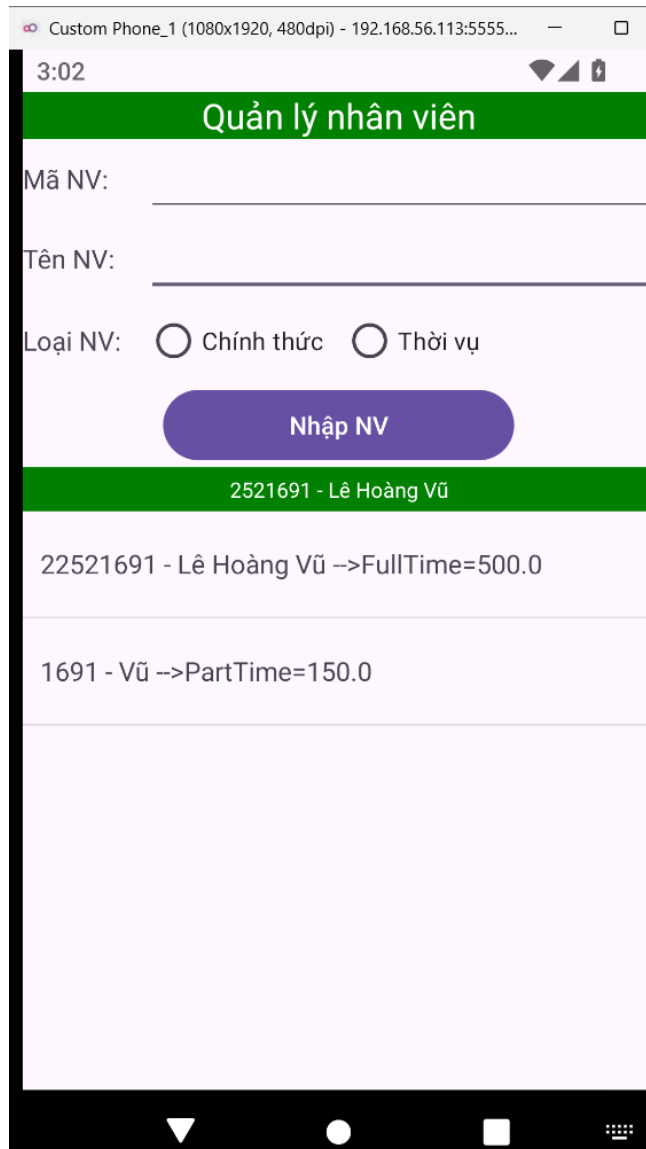 Custom Phone_1 (1080x1920, 480dpi) - 192.168.56.113:5555...
3:02
Quản lý nhân viên
Mã NV:
Tên NV:
Loại NV: Chính thức Thời vụ
Nhập NV
2521691 - Lê Hoàng Vũ
22521691 - Lê Hoàng Vũ -->FullTime=500.0
1691 - Vũ -->PartTime=150.0